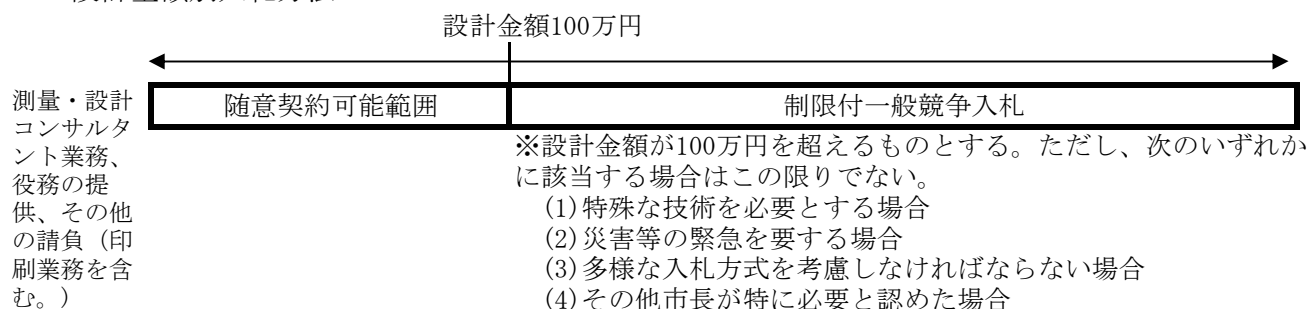 設計金額100万円
測量・設計
コンサルタ
ント業務、
役務の提
供、その他
の請負（印
刷業務を含
む。）
随意契約可能範囲
制限付一般競争入札
※設計金額が100万円を超えるものとする。ただし、次のいずれか
に該当する場合はこの限りでない。
(1)特殊な技術を必要とする場合
(2)災害等の緊急を要する場合
(3)多様な入札方式を考慮しなければならない場合
(4)その他市長が特に必要と認めた場合